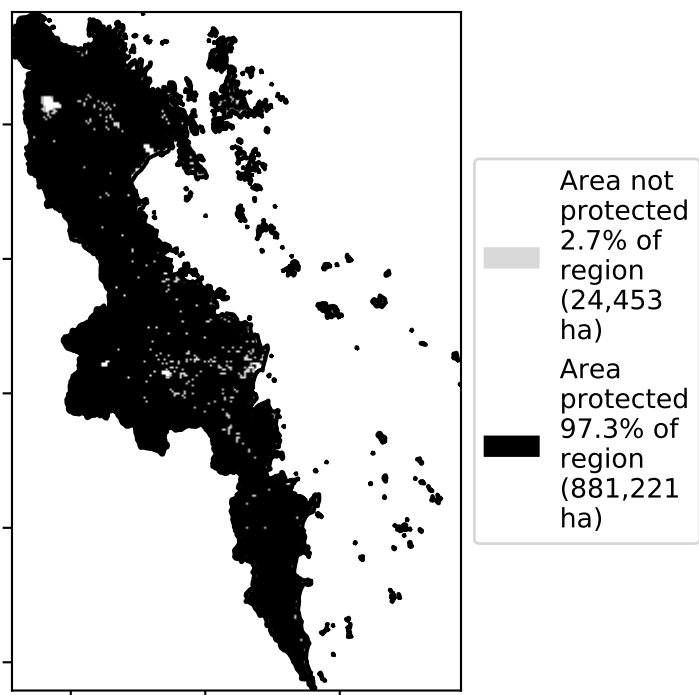 Area not
protected
2.7% of
region
(24,453
ha)
Area
protected
97.3% of
region
(881,221
ha)